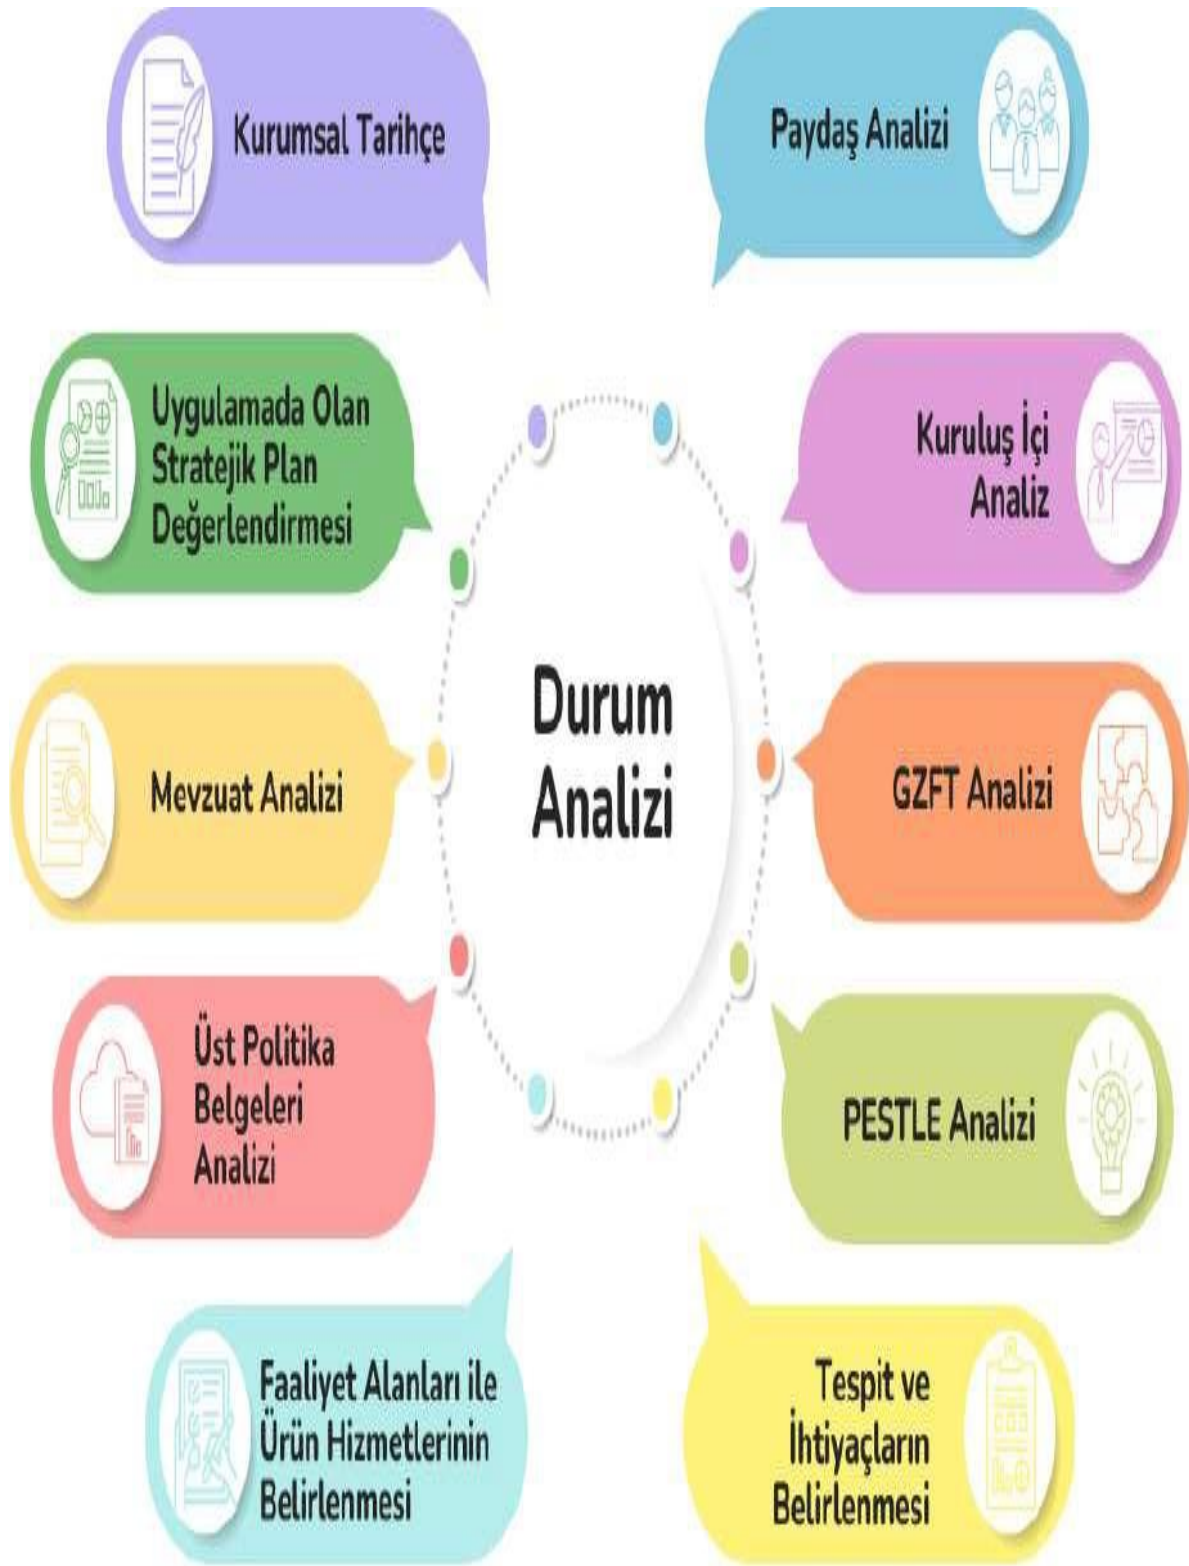 Kurumsal Tarihçe
Uygulamada Olan
Stratejik Plan
Değerlendirmesi
Mevzuat Analizi
Üst Politika
Belgeleri
Analizi
Faaliyet Alanları ile
Ürün Hizmetlerinin
Belirlenmesi
Durum
Analizi
Paydaş Analizi
Kuruluş İçi
Analiz
GZFT Analizi
PESTLE Analizi
Tespit ve
İhtiyaçların
Belirlenmesi